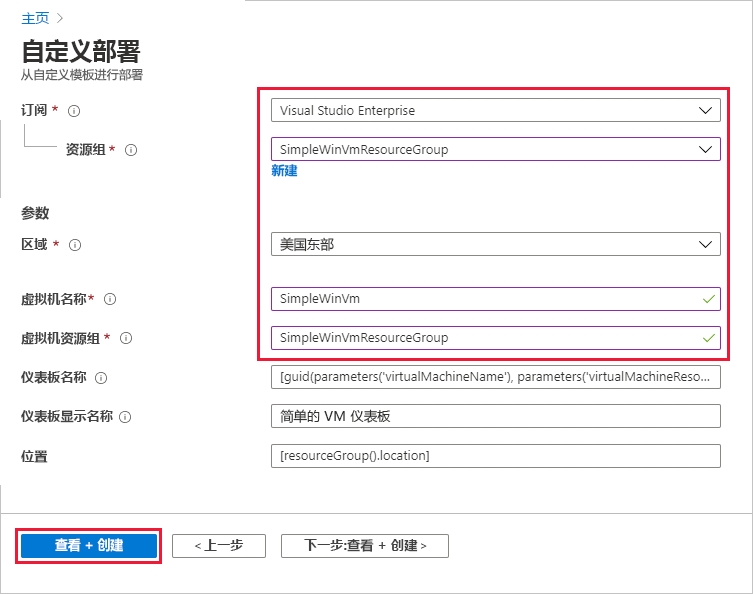 主页 >
自定义部署
从自定义模板进行部署
订阅 *
Visual Studio Enterprise
资源组 *
SimpleWinVmResourceGroup
新建
参数
区域 *
美国东部
虚拟机名称*
SimpleWinVm
虚拟机资源组 *
SimpleWinVmResourceGroup
仪表板名称
[guid(parameters('virtualMachineName'), parameters('virtualMachineReso...
仪表板显示名称
简单的 VM 仪表板
位置
[resourceGroup().location]
查看 + 创建
< 上一步
下一步:查看 + 创建 >